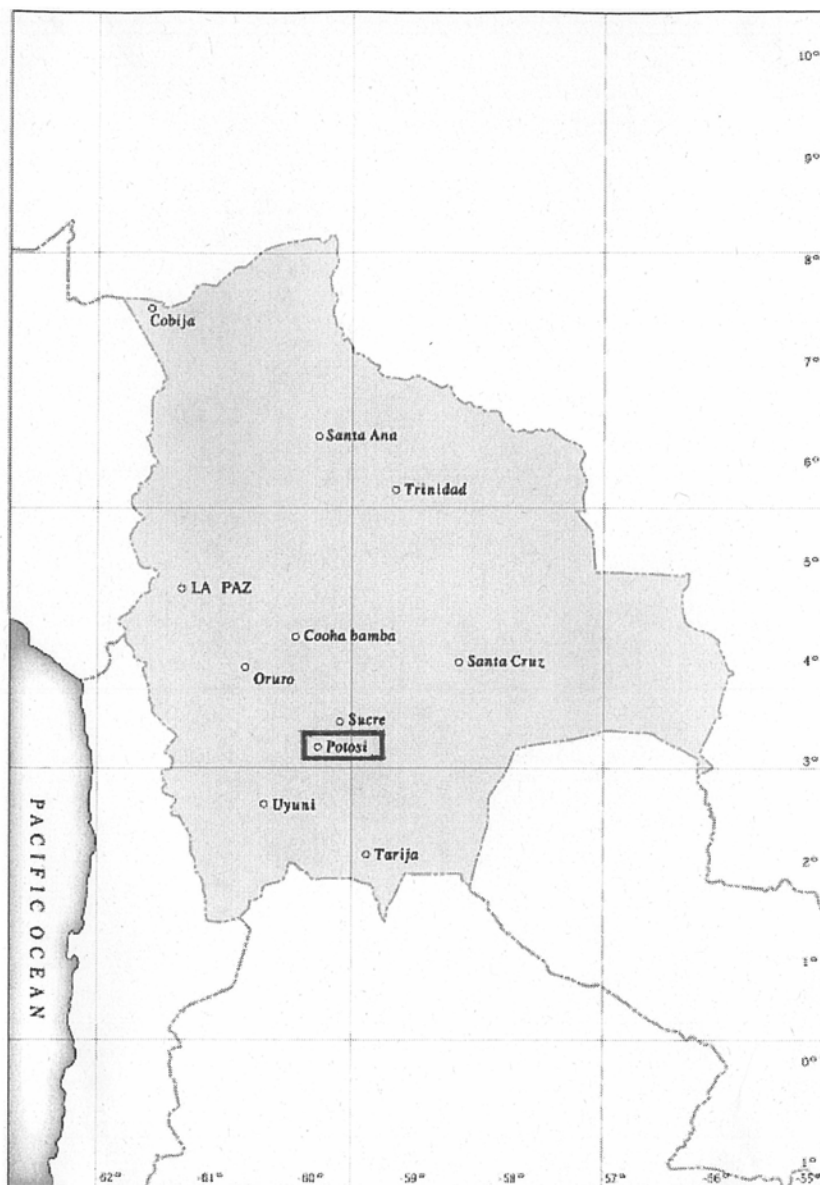 10°
9°
8°
Cobija
7°
Santa Ana
6°
Trinidad
5°
LA PAZ
Cooha bamba
Santa Cruz
4°
Oruro
Sucre
Potosi
3°
Uyuni
Tarija
2°
PACIFIC OCEAN
1°
0°
1°
-62° -61° -60° -59° -58° -57° -56° -55°